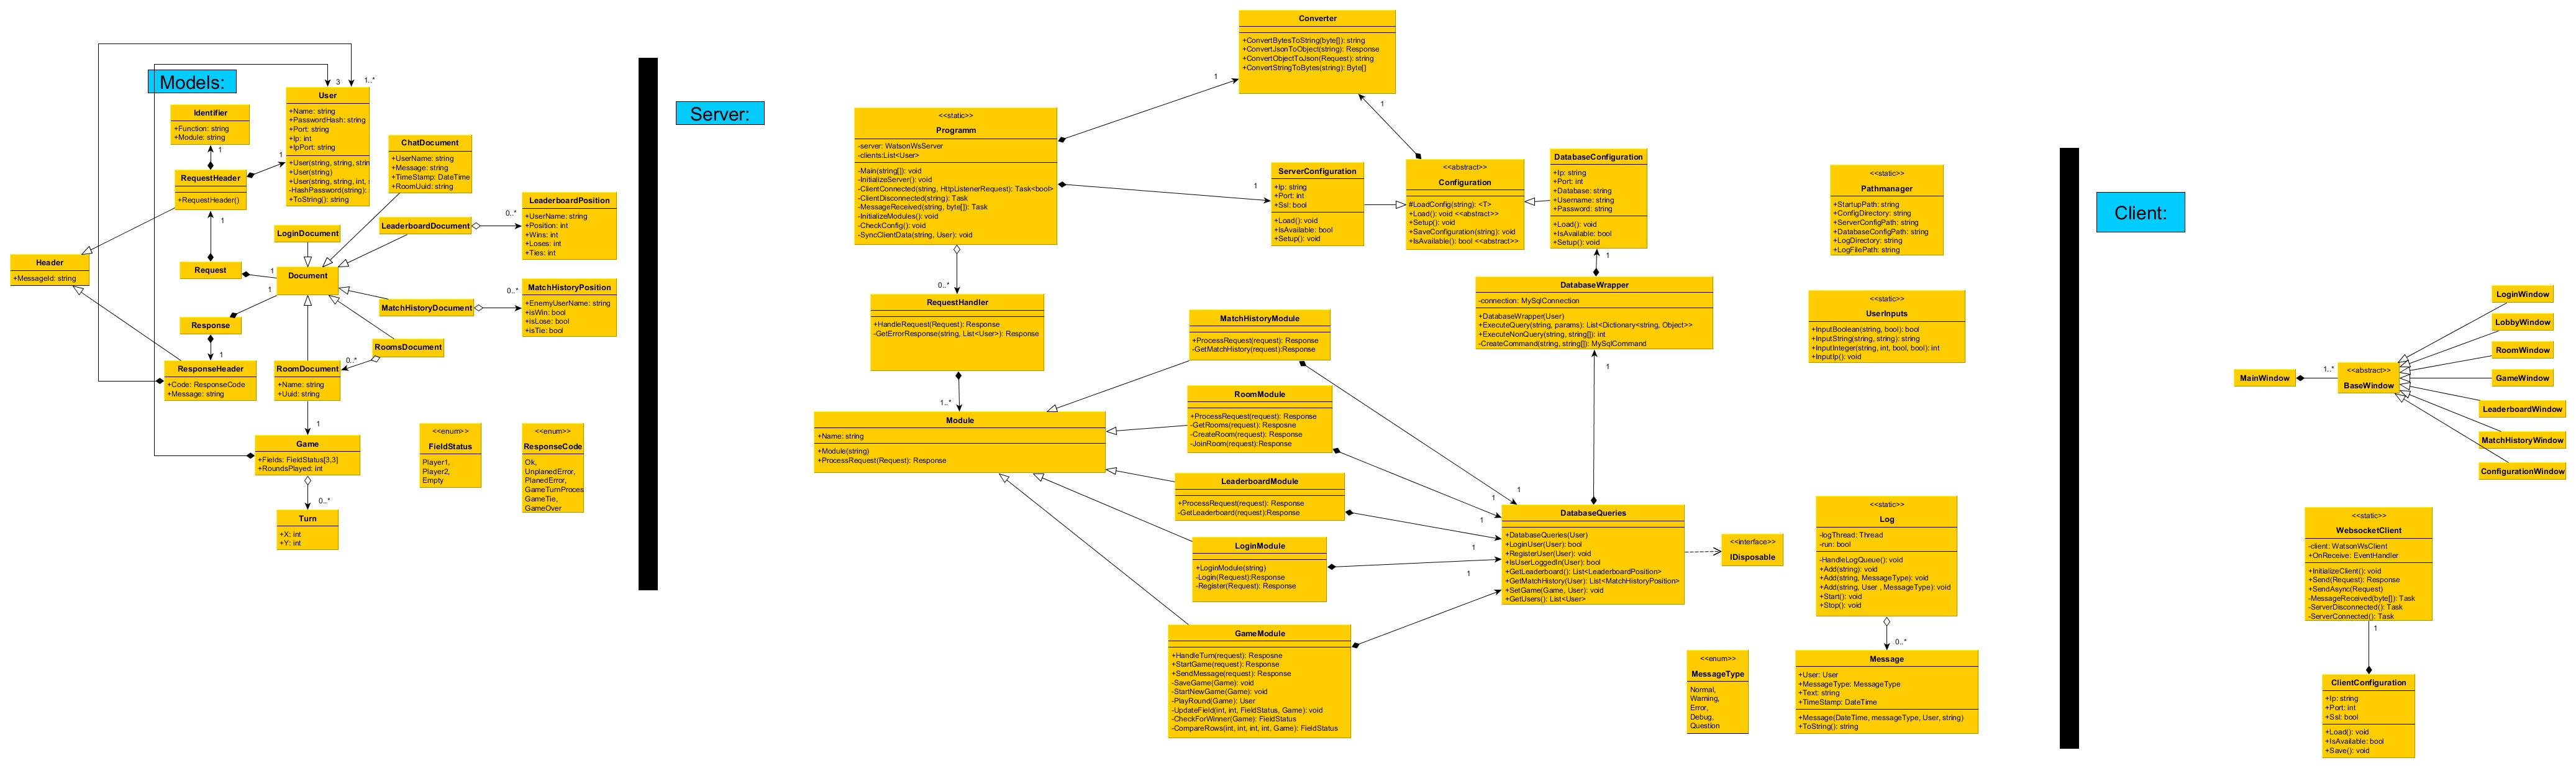 Models:
3
1..*
User
+Name: string
+PasswordHash: string
+Port: string
+Ip: int
+IpPort: string
+User(string, string, strin
+User(string)
+User(string, string, int,
-HashPassword(string):
+ToString(): string
Identifier
+Function: string
+Module: string
1
1
RequestHeader
+RequestHeader()
1
ChatDocument
+UserName: string
+Message: string
+TimeStamp: DateTime
+RoomUuid: string
LeaderboardPosition
+UserName: string
+Position: int
+Wins: int
+Loses: int
+Ties: int
LeaderboardDocument
0..*
LoginDocument
Header
+MessageId: string
Request
1
Document
1
MatchHistoryDocument
0..*
MatchHistoryPosition
+EnemyUserName: string
+isWin: bool
+isLose: bool
+isTie: bool
Response
1
RoomsDocument
0..*
ResponseHeader
+Code: ResponseCode
+Message: string
RoomDocument
+Name: string
+Uuid: string
1
Game
+Fields: FieldStatus[3,3]
+RoundsPlayed: int
0..*
Turn
+X: int
+Y: int
<<enum>>
FieldStatus
Player1,
Player2,
Empty
<<enum>>
ResponseCode
Ok,
UnplanedError,
PlanedError,
GameTurnProces
GameTie,
GameOver
Server:
Converter
+ConvertBytesToString(byte[]): string
+ConvertJsonToObject(string): Response
+ConvertObjectToJson(Request): string
+ConvertStringToBytes(string): Byte[]
1
1
<<static>>
Programm
-server: WatsonWsServer
-clients:List<User>
-Main(string[]): void
-InitializeServer(): void
-ClientConnected(string, HttpListenerRequest): Task<bool>
-ClientDisconnected(string): Task
-MessageReceived(string, byte[]): Task
-InitializeModules(): void
-CheckConfig(): void
-SyncClientData(string, User): void
1
ServerConfiguration
+Ip: string
+Port: int
+Ssl: bool
+Load(): void
+IsAvailable: bool
+Setup(): void
<<abstract>>
Configuration
#LoadConfig(string): <T>
+Load(): void <<abstract>>
+Setup(): void
+SaveConfiguration(string): void
+IsAvailable(): bool <<abstract>>
DatabaseConfiguration
+Ip: string
+Port: int
+Database: string
+Username: string
+Password: string
+Load(): void
+IsAvailable: bool
+Setup(): void
1
0..*
RequestHandler
+HandleRequest(Request): Response
-GetErrorResponse(string, List<User>): Response
1..*
DatabaseWrapper
-connection: MySqlConnection
+DatabaseWrapper(User)
+ExecuteQuery(string, params): List<Dictionary<string, Object>>
+ExecuteNonQuery(string, string[]): int
-CreateCommand(string, string[]): MySqlCommand
1
MatchHistoryModule
+ProcessRequest(request): Response
-GetMatchHistory(request):Response
RoomModule
+ProcessRequest(request): Response
-GetRooms(request): Resposne
-CreateRoom(request): Response
-JoinRoom(request):Response
Module
+Name: string
+Module(string)
+ProcessRequest(Request): Response
LeaderboardModule
+ProcessRequest(request): Response
-GetLeaderboard(request):Response
1
1
1
1
1
LoginModule
+LoginModule(string)
-Login(Request):Response
-Register(Request): Response
DatabaseQueries
+DatabaseQueries(User)
+LoginUser(User): bool
+RegisterUser(User): void
+IsUserLoggedIn(User): bool
+GetLeaderboard(): List<LeaderboardPosition>
+GetMatchHistory(User): List<MatchHistoryPosition>
+SetGame(Game, User): void
+GetUsers(): List<User>
<<interface>>
IDisposable
GameModule
+HandleTurn(request): Resposne
+StartGame(request): Response
+SendMessage(request): Response
-SaveGame(Game): void
-StartNewGame(Game): void
-PlayRound(Game): User
-UpdateField(int, int, FieldStatus, Game): void
-CheckForWinner(Game): FieldStatus
-CompareRows(int, int, int, int, Game): FieldStatus
<<static>>
Pathmanager
+StartupPath: string
+ConfigDirectory: string
+ServerConfigPath: string
+DatabaseConfigPath: string
+LogDirectory: string
+LogFilePath: string
<<static>>
UserInputs
+InputBoolean(string, bool): bool
+InputString(string, string): string
+InputInteger(string, int, bool, bool): int
+InputIp(): void
<<static>>
Log
-logThread: Thread
-run: bool
-HandleLogQueue(): void
+Add(string): void
+Add(string, MessageType): void
+Add(string, User , MessageType): void
+Start(): void
+Stop(): void
0..*
<<enum>>
MessageType
Normal,
Warning,
Error,
Debug,
Question
Message
+User: User
+MessageType: MessageType
+Text: string
+TimeStamp: DateTime
+Message(DateTime, messageType, User, string)
+ToString(): string
Client:
LoginWindow
LobbyWindow
RoomWindow
MainWindow
1..*
<<abstract>>
BaseWindow
GameWindow
LeaderboardWindow
MatchHistoryWindow
ConfigurationWindow
<<static>>
WebsocketClient
-client: WatsonWsClient
+OnReceive: EventHandler
+InitializeClient(): void
+Send(Request): Response
+SendAsync(Request)
-MessageReceived(byte[]): Task
-ServerDisconnected(): Task
-ServerConnected(): Task
1
ClientConfiguration
+Ip: string
+Port: int
+Ssl: bool
+Load(): void
+IsAvailable: bool
+Save(): void